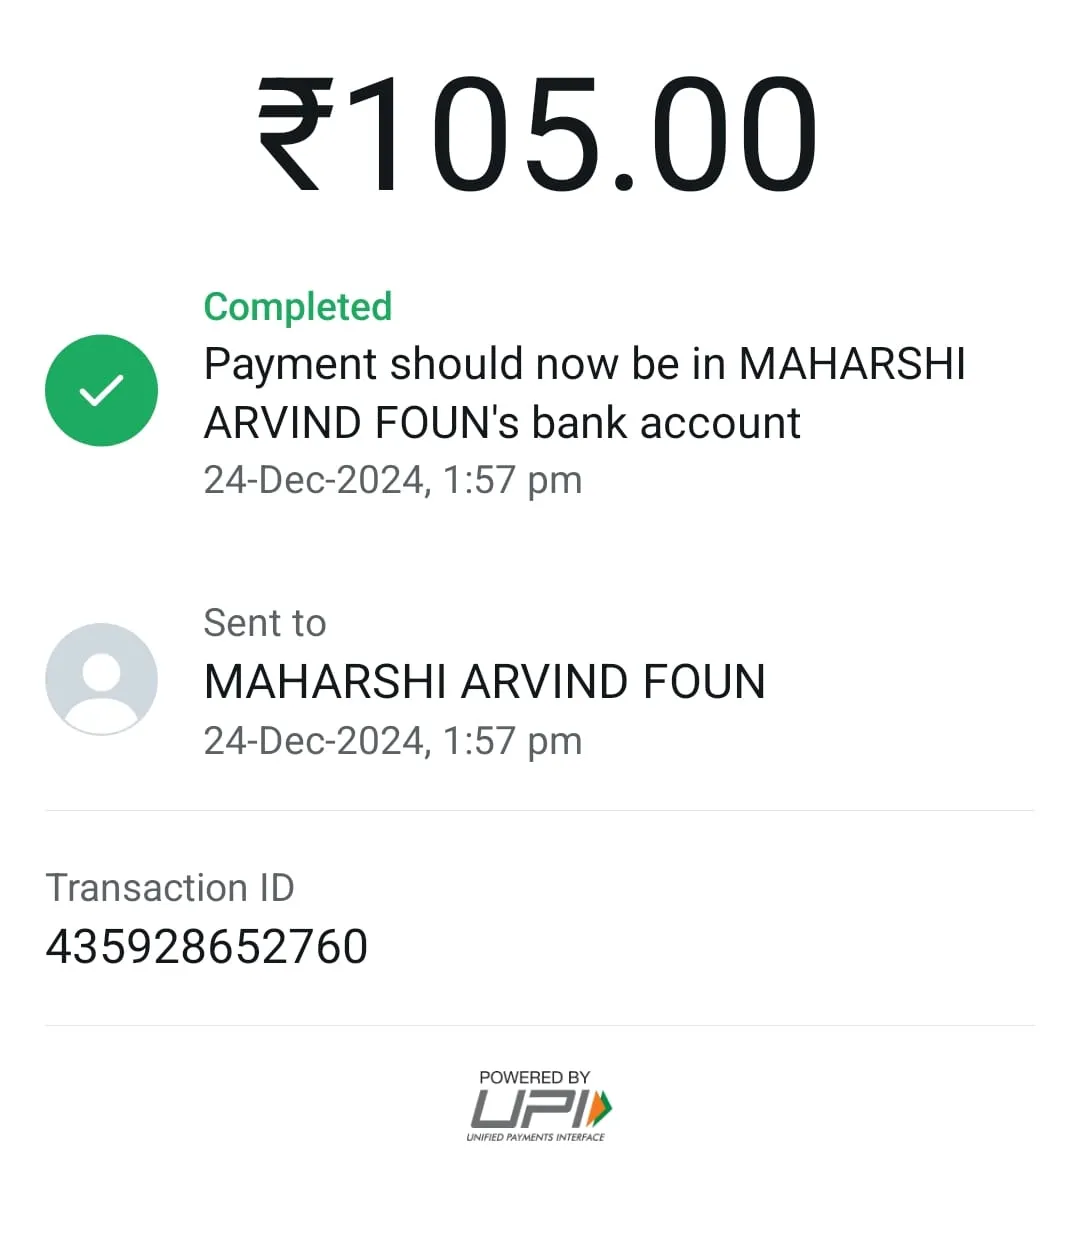 ₹105.00
Completed
Payment should now be in MAHARSHI
ARVIND FOUN's bank account
24-Dec-2024, 1:57 pm
Sent to
MAHARSHI ARVIND FOUN
24-Dec-2024, 1:57 pm
Transaction ID
435928652760
POWERED BY
UPI
UNIFIED PAYMENTS INTERFACE